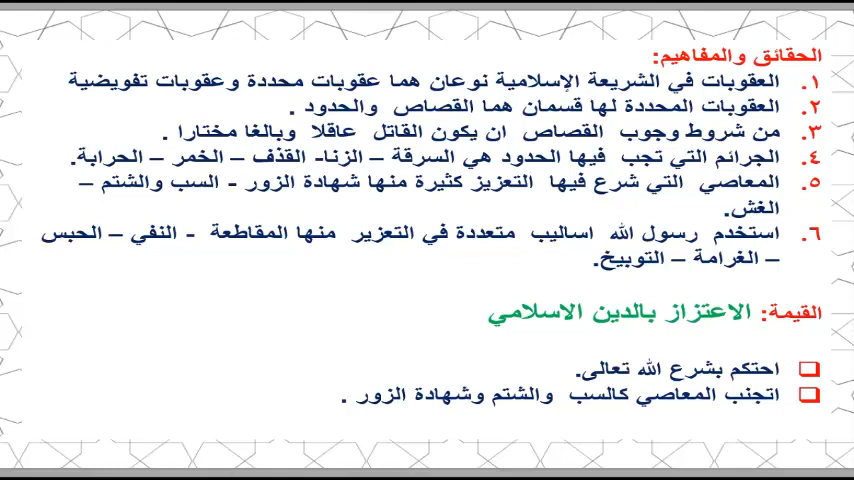 الحقائق والمفاهيم:
١. العقوبات في الشريعة الإسلامية نوعان هما عقوبات محددة وعقوبات تفويضية
٢. العقوبات المحددة لها قسمان هما القصاص والحدود .
٣. من شروط وجوب القصاص ان يكون القاتل عاقلا وبالغا مختارا .
٤. الجرائم التي تجب فيها الحدود هي السرقة – الزنا- القذف – الخمر – الحرابة.
٥. المعاصي التي شرع فيها التعزيز كثيرة منها شهادة الزور - السب والشتم –
الغش.
٦. استخدم رسول الله اساليب متعددة في التعزير منها المقاطعة - النفي – الحبس
– الغرامة – التوبيخ.
القيمة: الاعتزاز بالدين الاسلامي
❑ احتكم بشرع الله تعالى.
❑ اتجنب المعاصي كالسب والشتم وشهادة الزور .